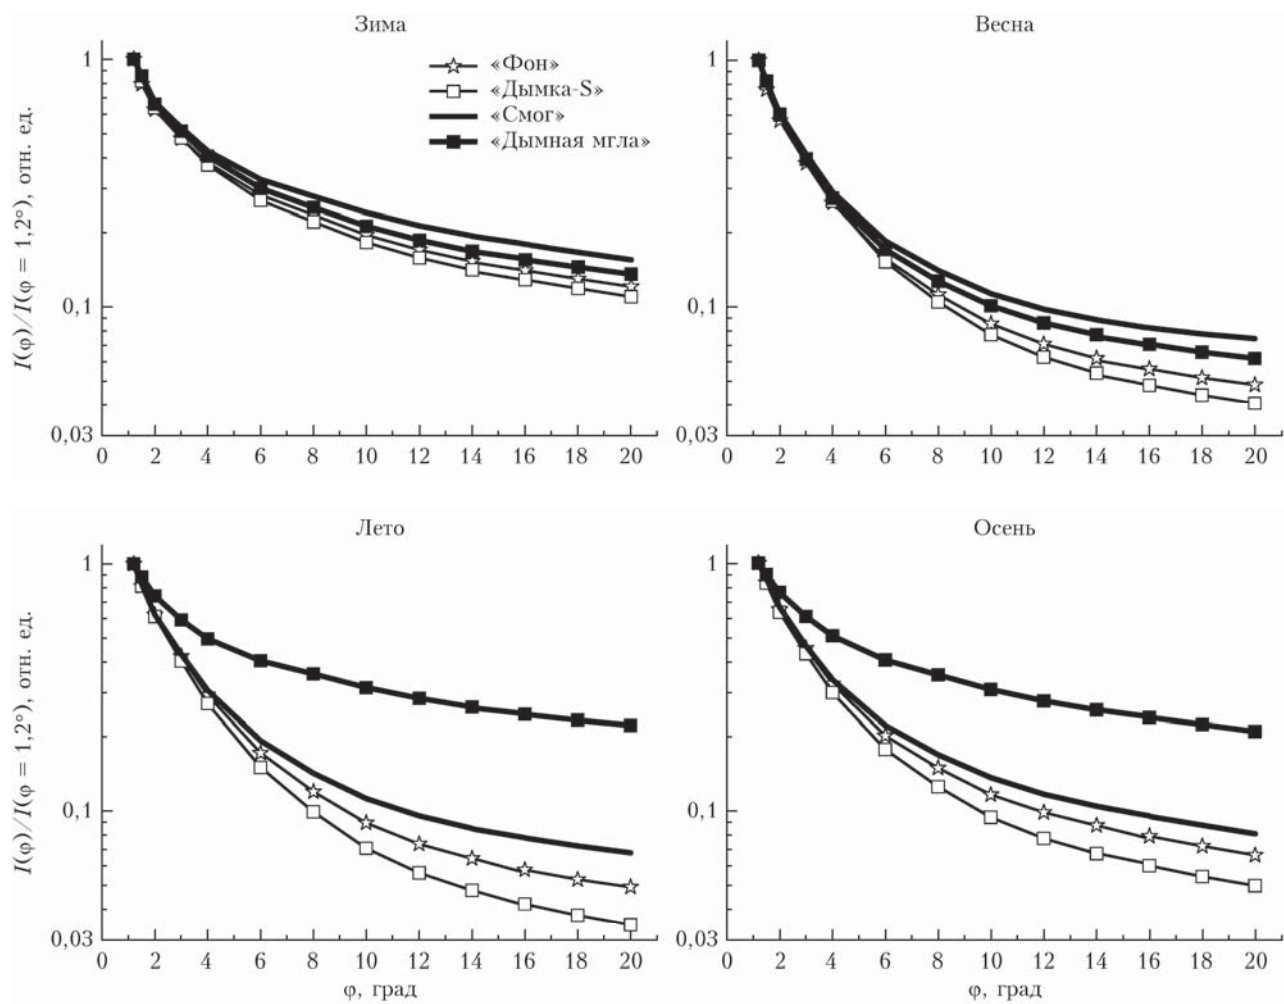 Зима
1
0,1
0,03
I(φ)/I(φ = 1,2°), отн. ед.
«Фон»
«Дымка-S»
«Смог»
«Дымная мгла»
0 2 4 6 8 10 12 14 16 18 20
Весна
1
0,1
0,03
0 2 4 6 8 10 12 14 16 18 20
Лето
1
0,1
0,03
I(φ)/I(φ = 1,2°), отн. ед.
0 2 4 6 8 10 12 14 16 18 20
φ, град
Осень
1
0,1
0,03
0 2 4 6 8 10 12 14 16 18 20
φ, град